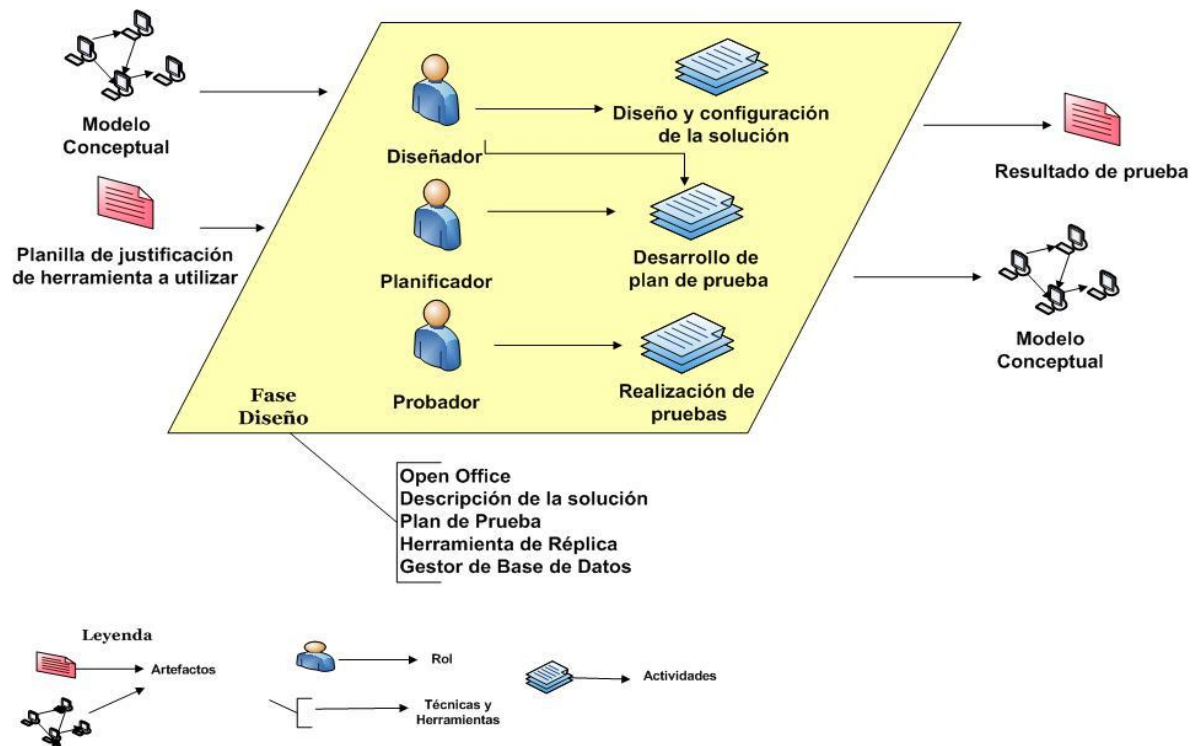 Modelo
Conceptual
Planilla de justificación
de herramienta a utilizar
Diseñador
Diseño y configuración
de la solución
Planificador
Desarrollo de
plan de prueba
Probador
Realización de
pruebas
Fase
Diseño
Resultado de prueba
Modelo
Conceptual
Open Office
Descripción de la solución
Plan de Prueba
Herramienta de Réplica
Gestor de Base de Datos
Leyenda
Artefactos
Rol
Técnicas y
Herramientas
Actividades